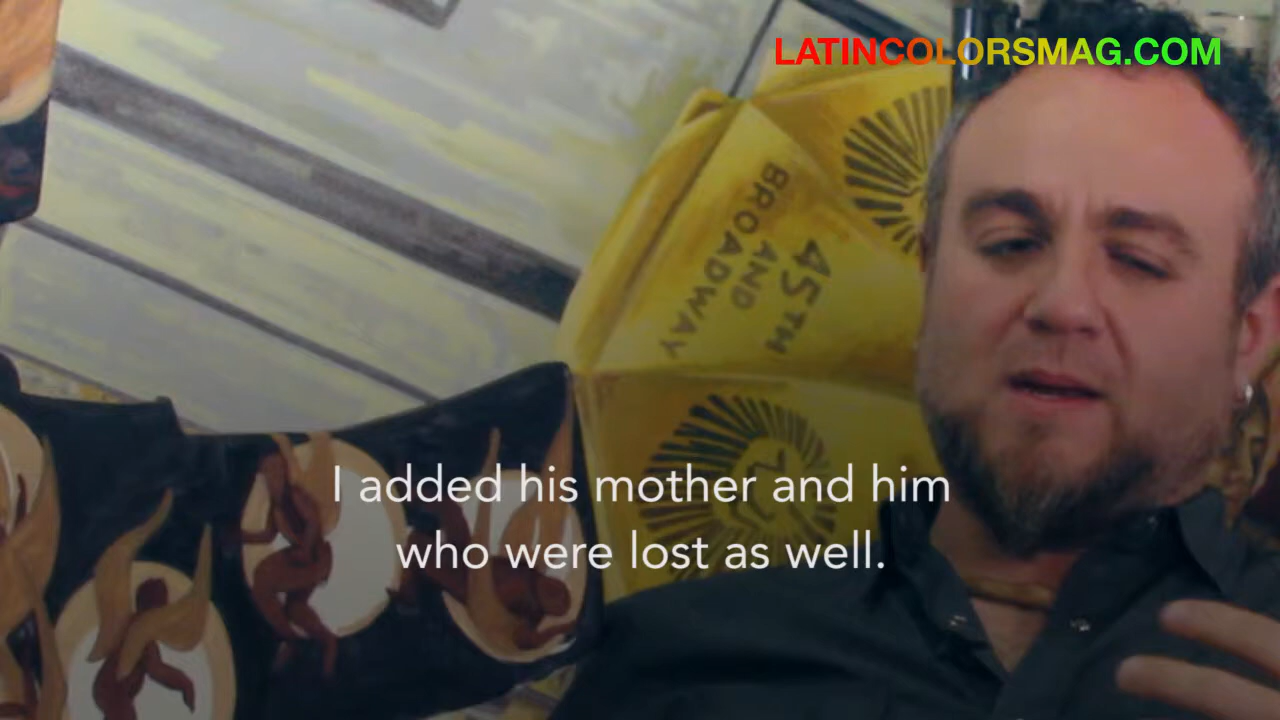 LATINCOLORSMAG.COM
45TH
AND
BROADWAY
I added his mother and him
who were lost as well.